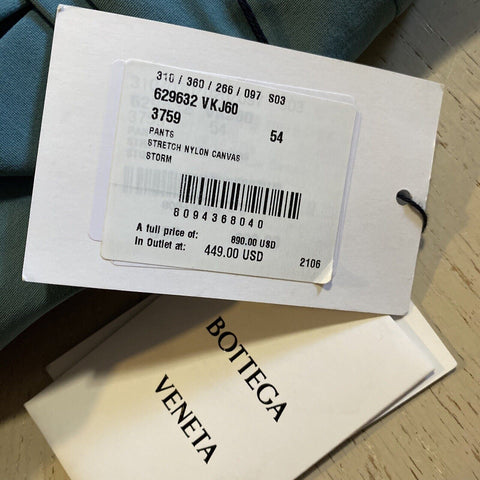 310 / 360 / 266 / 097 S03
629632 VKJ60
3759 54
PANTS
STRETCH NYLON CANVAS
STORM
8094368040
A full price of: 890.00 USD
In Outlet at: 449.00 USD
2106
BOTTEGA
VENETA